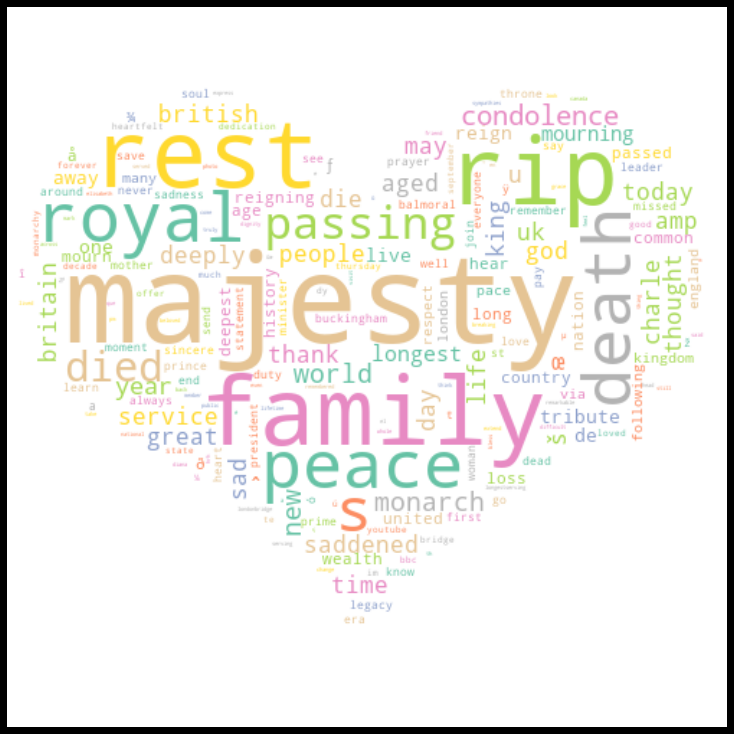 soul
throne
british
condolence
heartfelt
dedication
rest
rip
may
reign
mourning
say
passed
forever
save
see
prayer
leader
away
many
aged
u
today
around
never
sadness
die
balmoral
everyone
remember
missed
royal
reigning
passing
king
uk
amp
monarchy
one
age
join
death
good
common
mourn
deeply
people
live
hear
god
charle
thought
england
britain
mother
history
thursday
well
pay
decade
much
minister
majesty
pace
nation
offer
send
deepest
statement
buckingham
respect
london
long
moment
sincere
thank
longest
love
kingdom
died
prince
world
st
life
country
learn
year
end
duty
via
following
always
a
service
family
day
tribute
great
de
loved
state
president
heart
sad
peace
woman
dead
loss
new
s
monarch
remarkable
go
to
prime
united
first
youtube
saddened
bridge
wealth
bbc
time
im
know
legacy
era